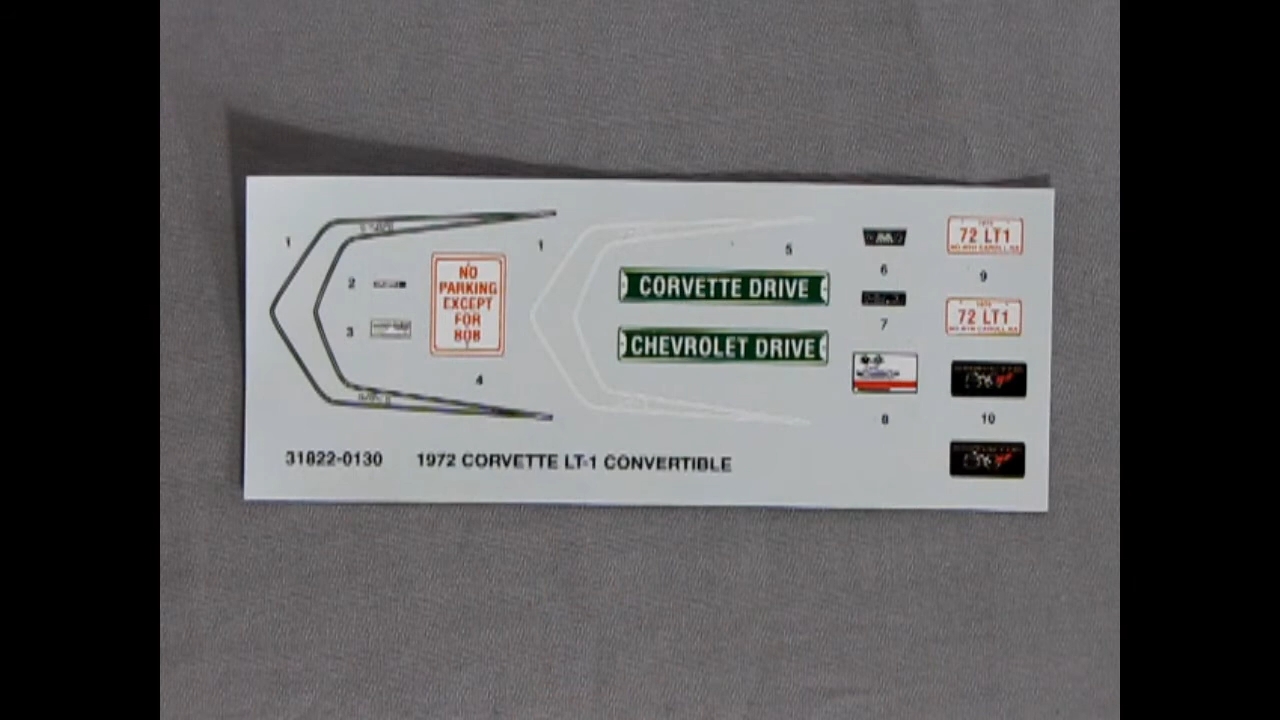 1
2
3
NO
PARKING
EXCEPT
FOR
BOB
4
1
5
CORVETTE DRIVE
CHEVROLET DRIVE
6
7
8
72 LT1
9
72 LT1
10
31822-0130 1972 CORVETTE LT-1 CONVERTIBLE